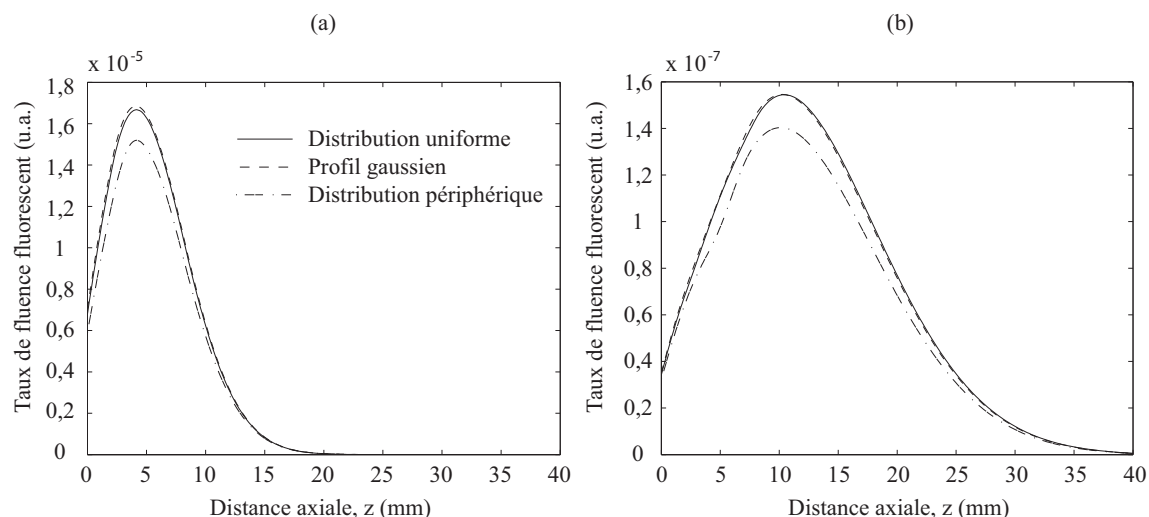 (a)
x 10-5
Taux de fluence fluorescent (u.a.)
1,8
1,6
1,4
1,2
1
0,8
0,6
0,4
0,2
0
0 5 10 15 20 25 30 35 40
Distance axiale, z (mm)
Distribution uniforme
Profil gaussien
Distribution périphérique
(b)
x 10-7
Taux de fluence fluorescent (u.a.)
1,6
1,4
1,2
1
0,8
0,6
0,4
0,2
0
0 5 10 15 20 25 30 35 40
Distance axiale, z (mm)